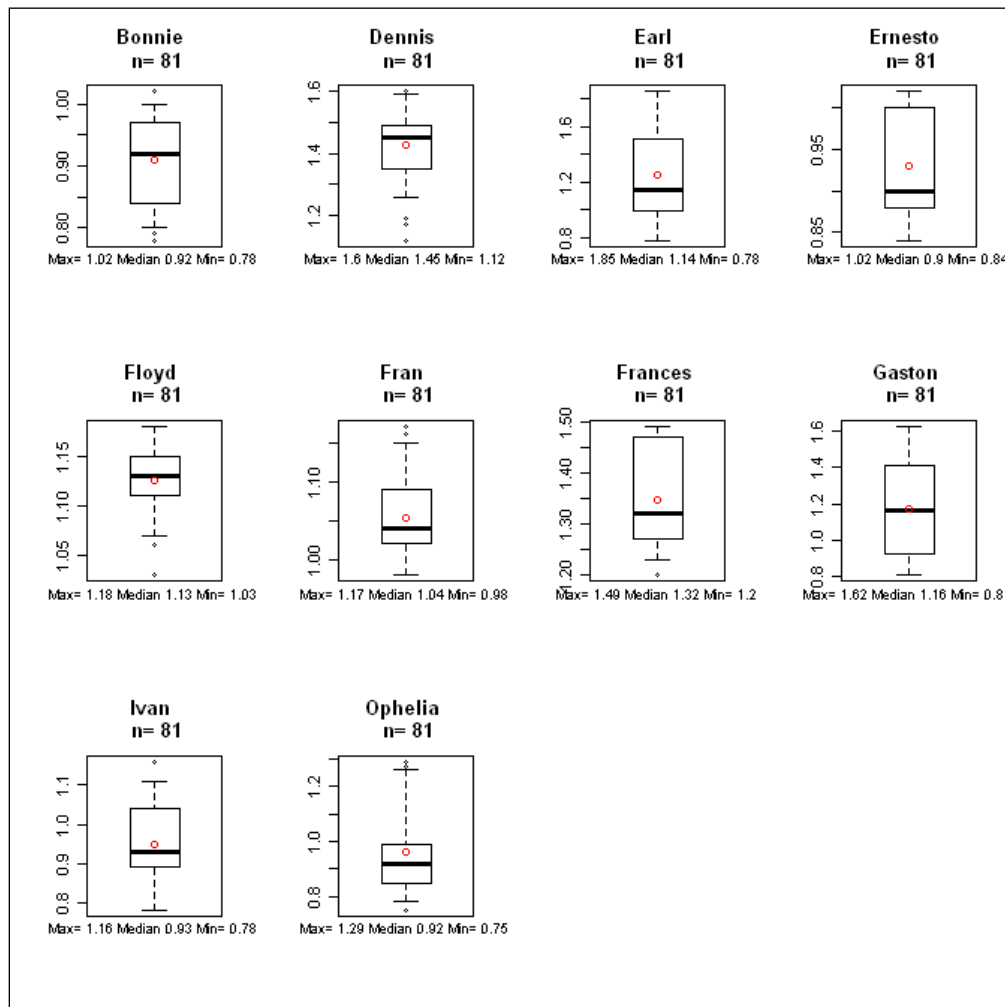 Bonnie
n= 81
1.00
0.90
0.80
Max= 1.02 Median 0.92 Min= 0.78
Dennis
n= 81
1.6
1.4
1.2
Max= 1.6 Median 1.45 Min= 1.12
Earl
n= 81
1.6
1.2
0.8
Max= 1.85 Median 1.14 Min= 0.78
Ernesto
n= 81
0.95
0.85
Max= 1.02 Median 0.9 Min= 0.84
Floyd
n= 81
1.15
1.10
1.05
Max= 1.18 Median 1.13 Min= 1.03
Fran
n= 81
1.10
1.00
Max= 1.17 Median 1.04 Min= 0.98
Frances
n= 81
1.50
1.40
1.30
1.20
Max= 1.49 Median 1.32 Min= 1.2
Gaston
n= 81
1.6
1.4
1.2
1.0
0.8
Max= 1.62 Median 1.16 Min= 0.8
Ivan
n= 81
1.1
1.0
0.9
0.8
Max= 1.16 Median 0.93 Min= 0.78
Ophelia
n= 81
1.2
1.0
0.8
Max= 1.29 Median 0.92 Min= 0.75